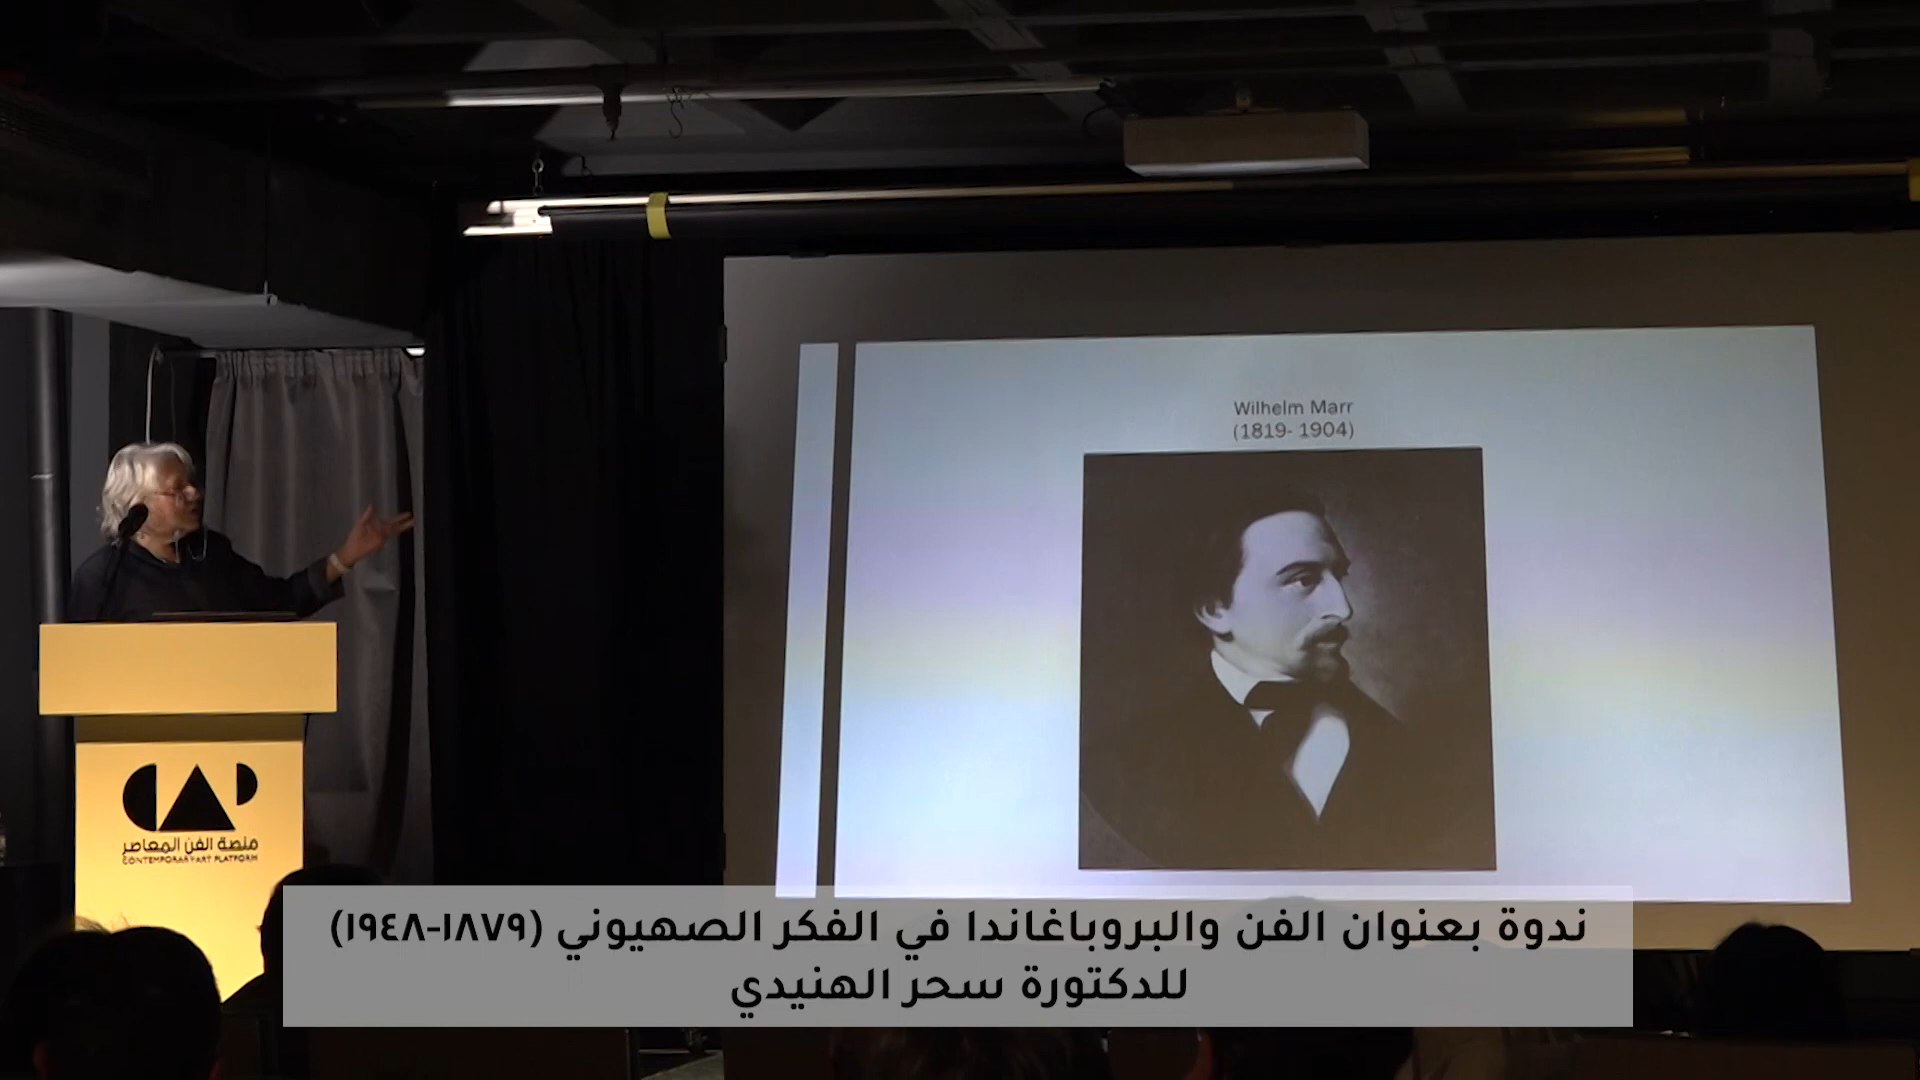 Wilhelm Marr
(1819- 1904)
منصة الفن المعاصر
CONTEMPORARY ART PLATFORM
ندوة بعنوان الفن والبروباغاندا في الفكر الصهيوني (١٨٧٩-١٩٤٨)
للدكتورة سحر الهنيدي